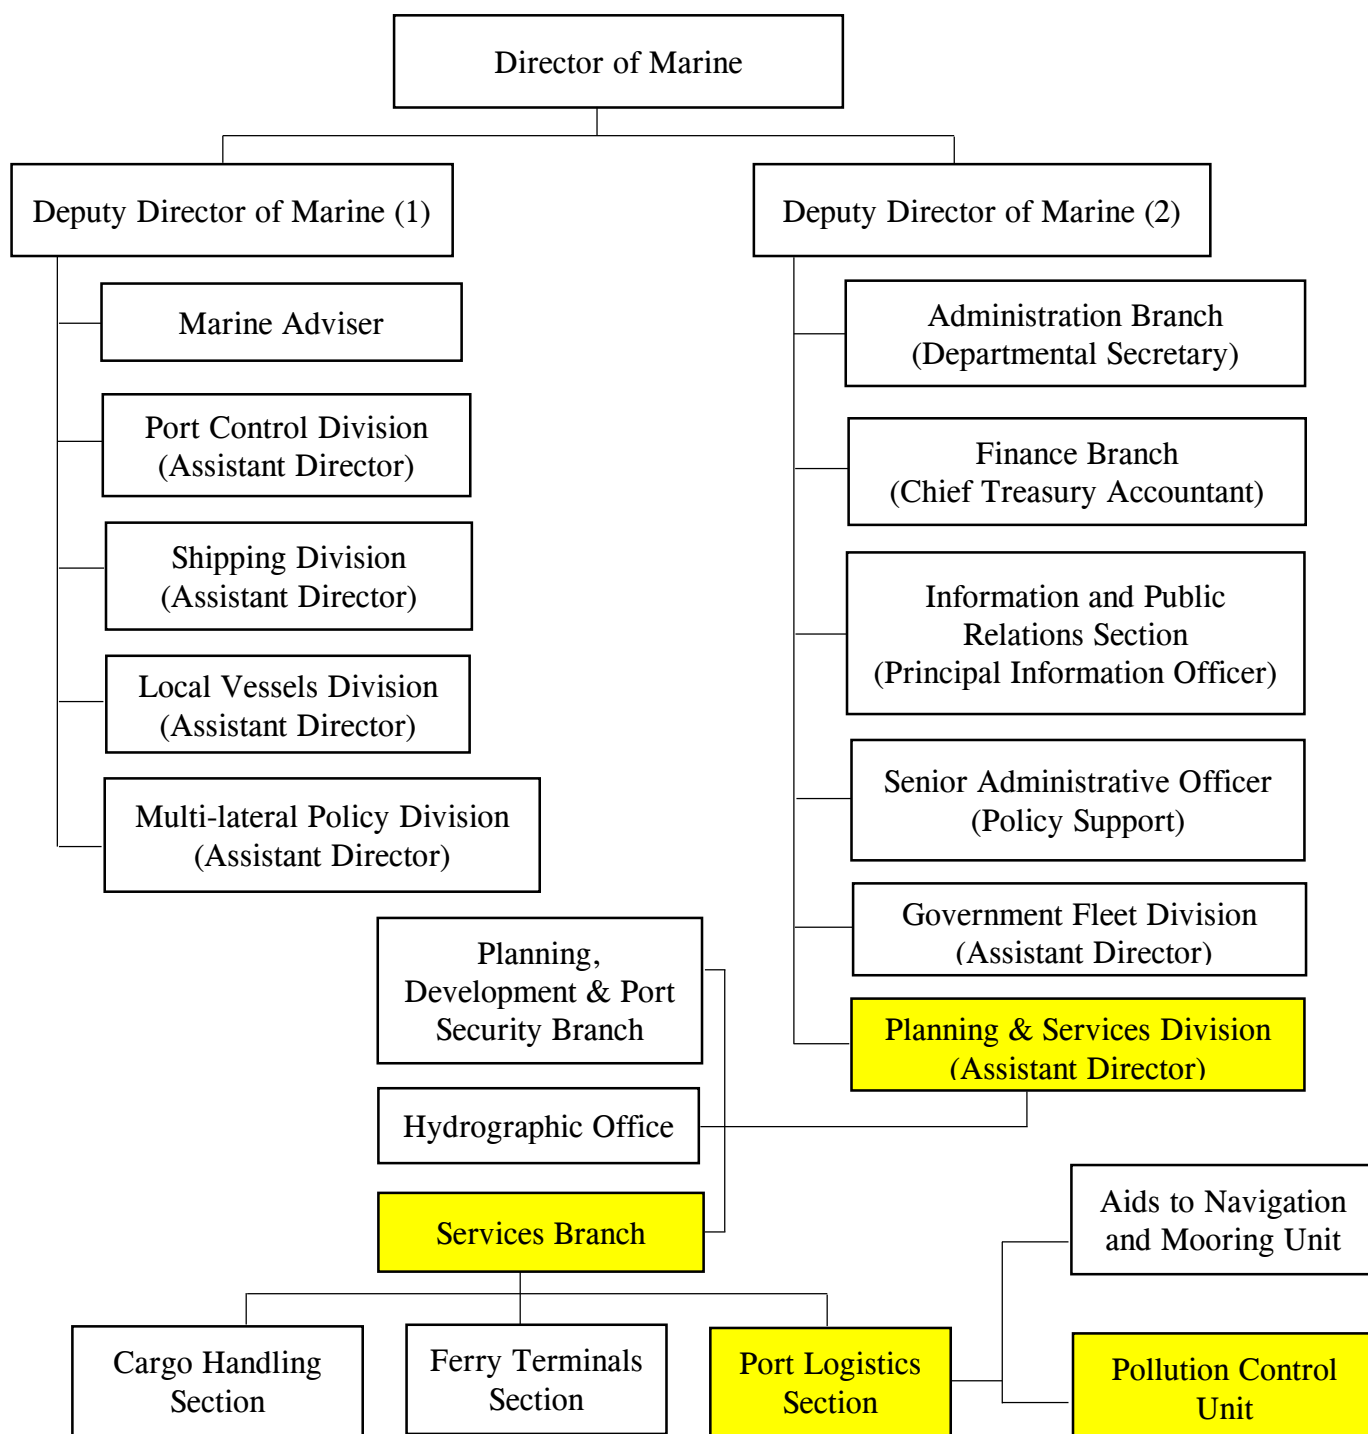 Director of Marine
Deputy Director of Marine (1)
Deputy Director of Marine (2)
Marine Adviser
Port Control Division
(Assistant Director)
Shipping Division
(Assistant Director)
Local Vessels Division
(Assistant Director)
Multi-lateral Policy Division
(Assistant Director)
Administration Branch
(Departmental Secretary)
Finance Branch
(Chief Treasury Accountant)
Information and Public
Relations Section
(Principal Information Officer)
Senior Administrative Officer
(Policy Support)
Government Fleet Division
(Assistant Director)
Planning & Services Division
(Assistant Director)
Planning,
Development & Port
Security Branch
Hydrographic Office
Services Branch
Cargo Handling
Section
Ferry Terminals
Section
Port Logistics
Section
Aids to Navigation
and Mooring Unit
Pollution Control
Unit